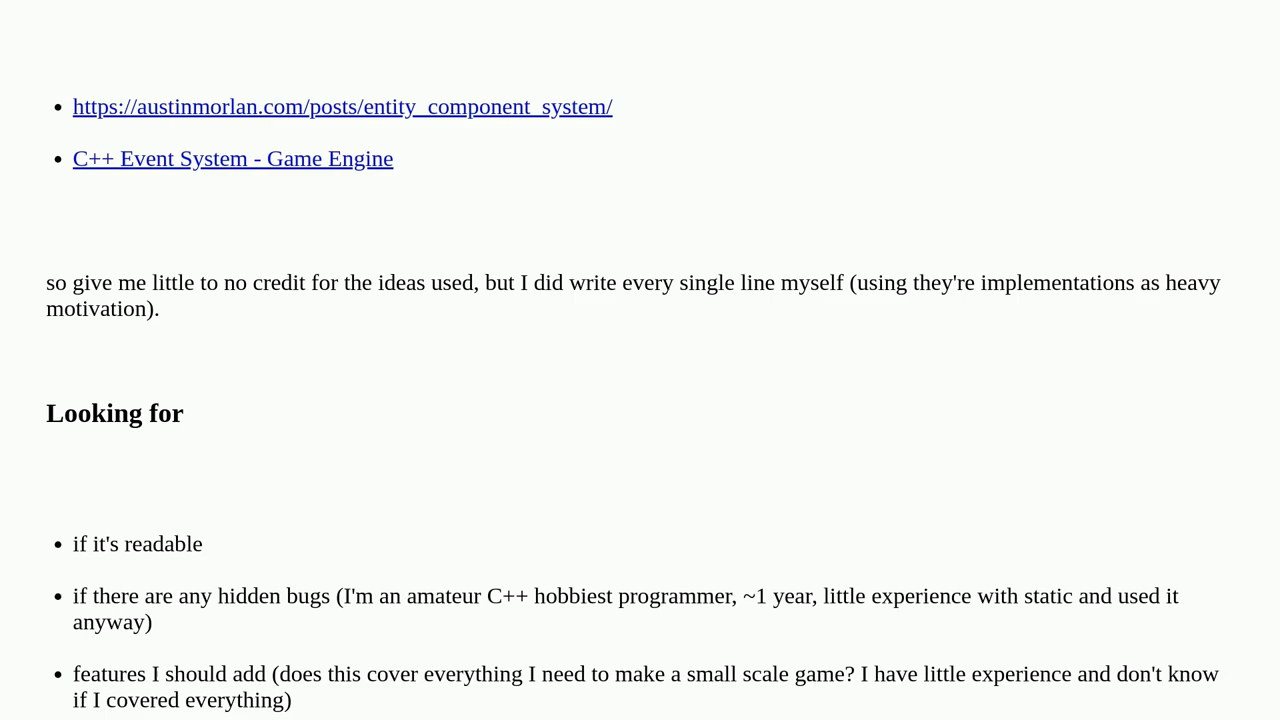 https://austinmorlan.com/posts/entity_component_system/
C++ Event System - Game Engine
so give me little to no credit for the ideas used, but I did write every single line myself (using they're implementations as heavy
motivation).
Looking for
if it's readable
if there are any hidden bugs (I'm an amateur C++ hobbiest programmer, ~1 year, little experience with static and used it
anyway)
features I should add (does this cover everything I need to make a small scale game? I have little experience and don't know
if I covered everything)